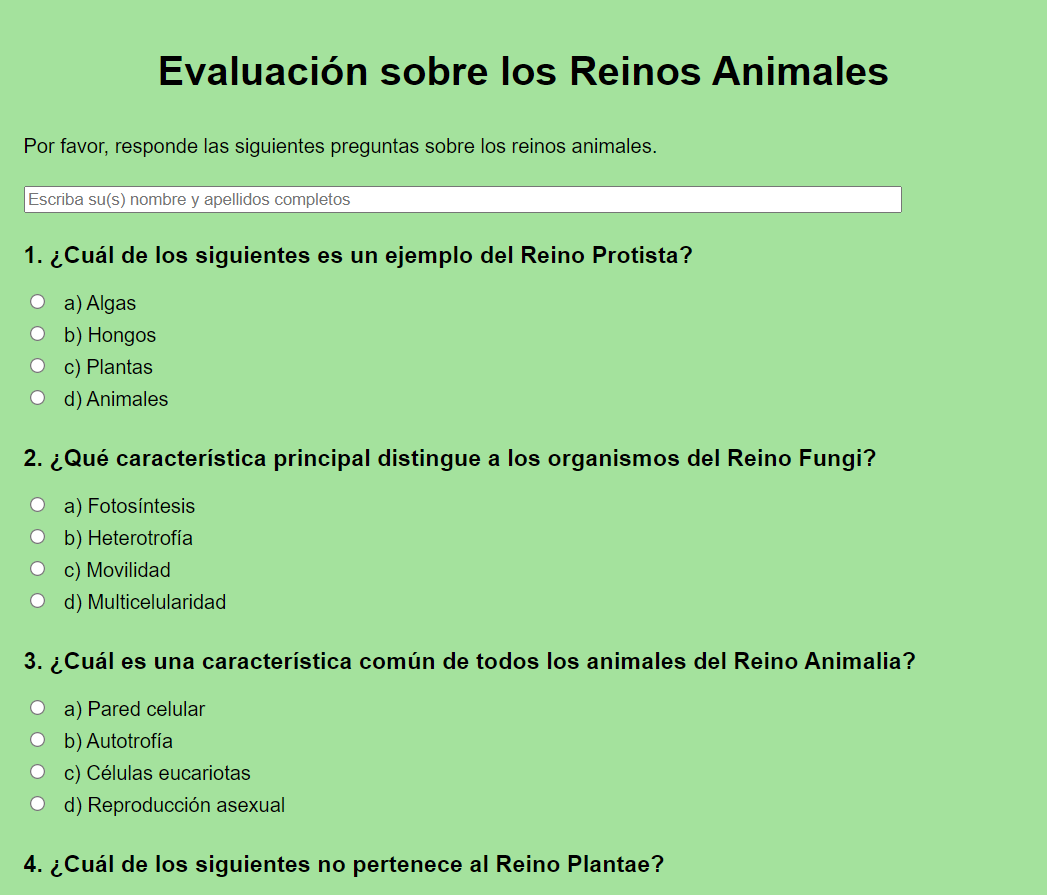 Evaluación sobre los Reinos Animales
Por favor, responde las siguientes preguntas sobre los reinos animales.
Escriba su(s) nombre y apellidos completos
1. ¿Cuál de los siguientes es un ejemplo del Reino Protista?
a) Algas
b) Hongos
c) Plantas
d) Animales
2. ¿Qué característica principal distingue a los organismos del Reino Fungi?
a) Fotosíntesis
b) Heterotrofía
c) Movilidad
d) Multicelularidad
3. ¿Cuál es una característica común de todos los animales del Reino Animalia?
a) Pared celular
b) Autotrofía
c) Células eucariotas
d) Reproducción asexual
4. ¿Cuál de los siguientes no pertenece al Reino Plantae?